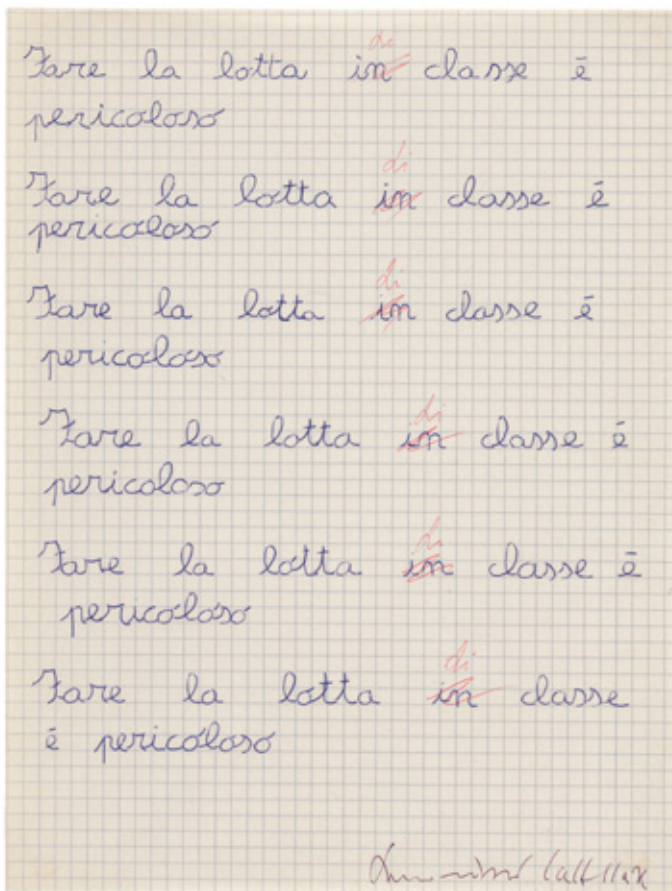 di
Fare la lotta in classe é
pericoloso
di
Fare la lotta in classe é
pericoloso
di
Fare la lotta in classe é
pericoloso
di
Fare la lotta in classe é
pericoloso
di
Fare la lotta in classe é
pericoloso
di
Fare la lotta in classe
é pericoloso